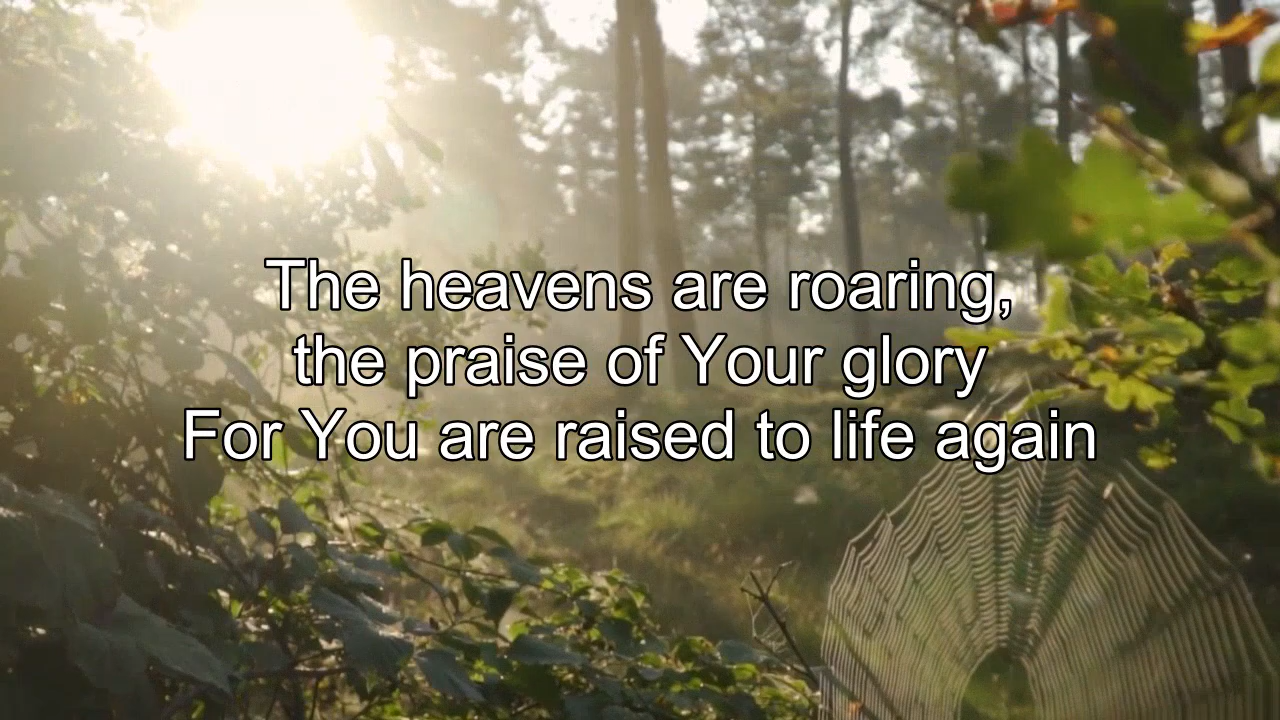 The heavens are roaring,
the praise of Your glory
For You are raised to life again